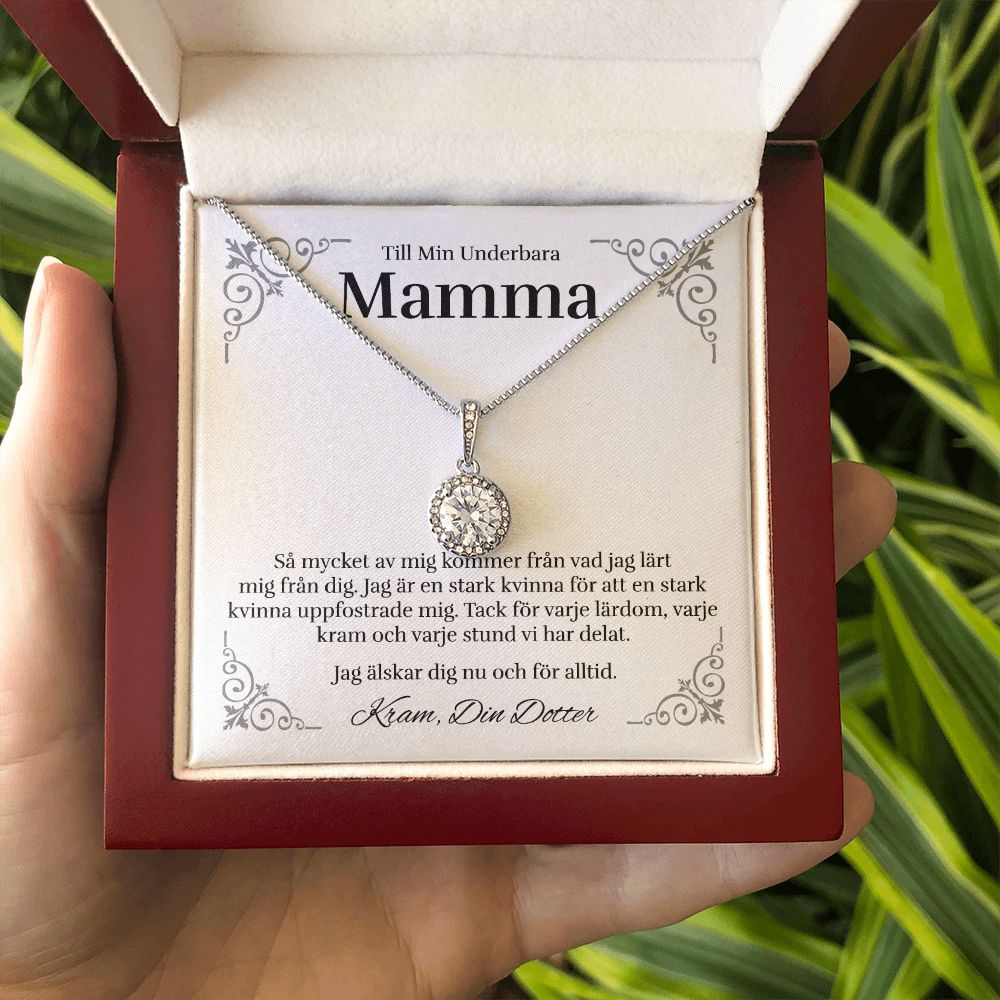 Till Min Underbara
Mamma
Så mycket av mig kommer från vad jag lärt
mig från dig. Jag är en stark kvinna för att en stark
kvinna uppfostrade mig. Tack för varje lärdom, varje
kram och varje stund vi har delat.
Jag älskar dig nu och för alltid.
Kram, Din Dotter